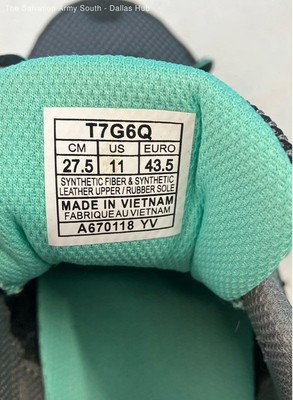 The Salvation Army South - Dallas Hub
T7G6Q
CM US EURO
27.5 11 43.5
SYNTHETIC FIBER & SYNTHETIC
LEATHER UPPER / RUBBER SOLE
MADE IN VIETNAM
FABRIQUE AU VIETNAM
A670118 YV